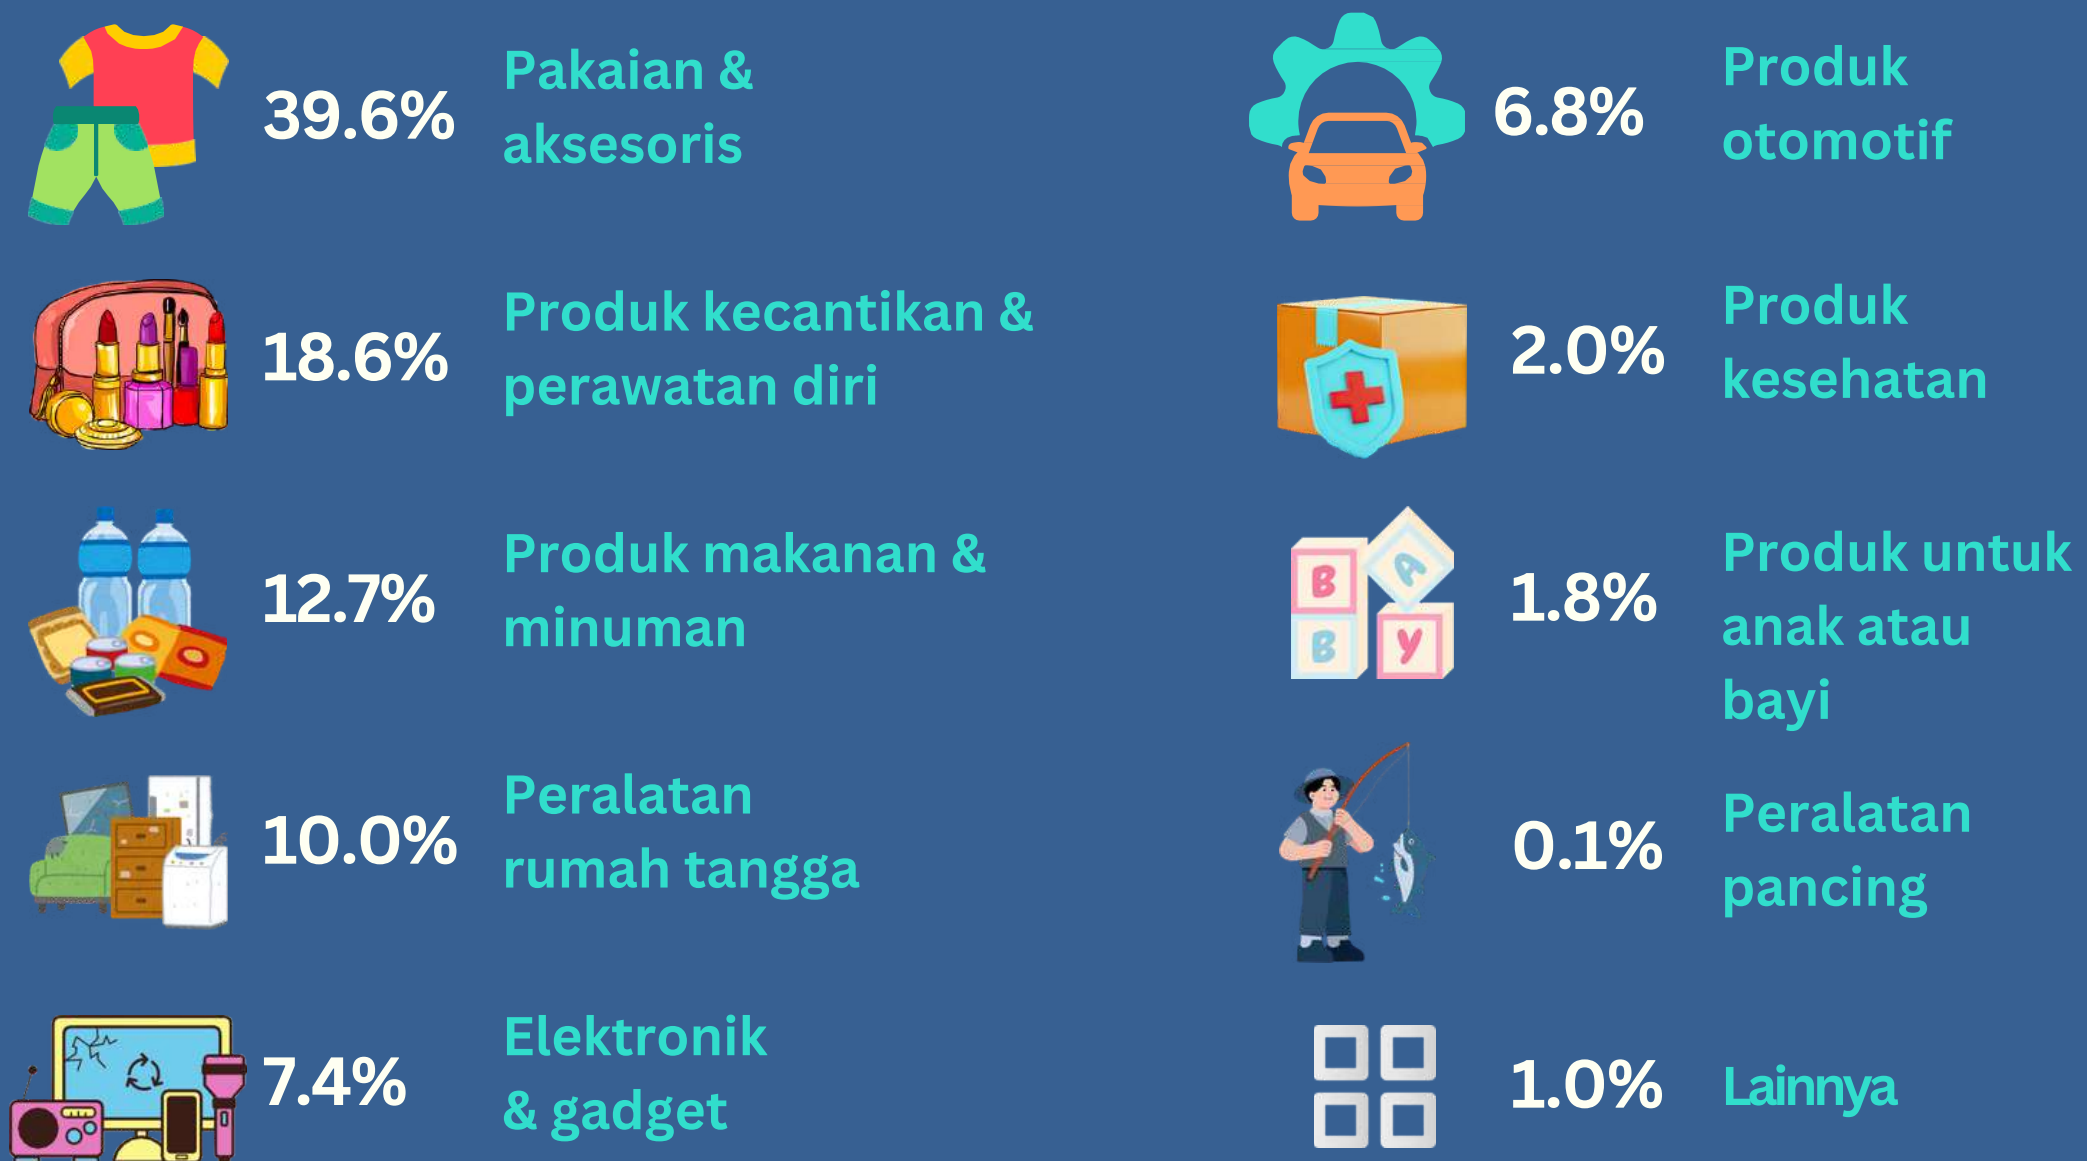 39.6%
Pakaian &
aksesoris
18.6%
Produk kecantikan &
perawatan diri
12.7%
Produk makanan &
minuman
10.0%
Peralatan
rumah tangga
7.4%
Elektronik
& gadget
6.8%
Produk
otomotif
2.0%
Produk
kesehatan
B
A
B
Y
1.8%
Produk untuk
anak atau
bayi
0.1%
Peralatan
pancing
1.0%
Lainnya